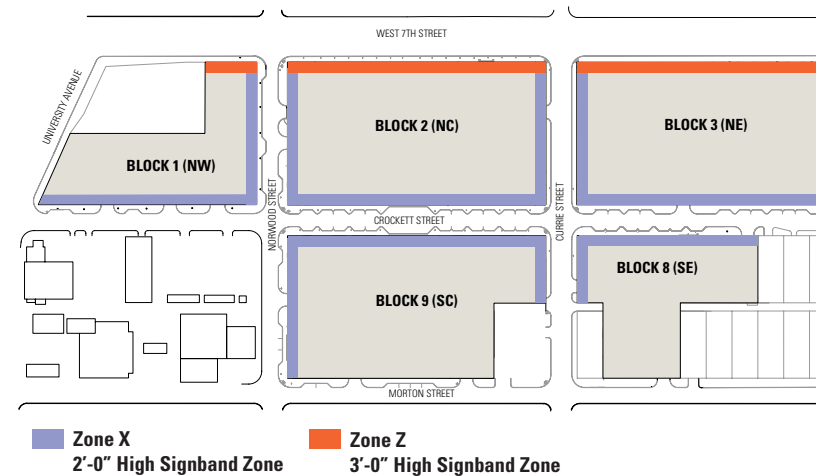 WEST 7TH STREET
UNIVERSITY AVENUE
BLOCK 1 (NW)
BLOCK 2 (NC)
BLOCK 3 (NE)
NORWOOD STREET
CROCKETT STREET
CURRIE STREET
BLOCK 9 (SC)
BLOCK 8 (SE)
MORTON STREET
Zone X
2’-0” High Signband Zone
Zone Z
3’-0” High Signband Zone